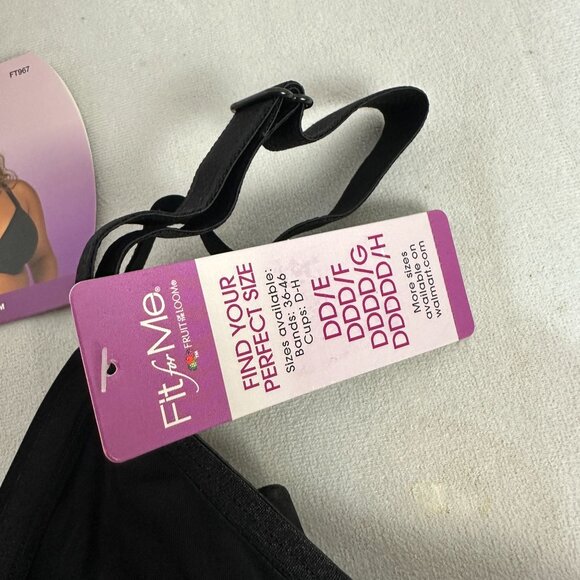 FT967
Fit for Me®
FRUIT OF THE LOOM®
FIND YOUR
PERFECT SIZE
Sizes available:
Bands: 36-46
Cups: D-H
DD/E
DDD/F
DDDD/G
DDDDD/H
More sizes
available on
walmart.com